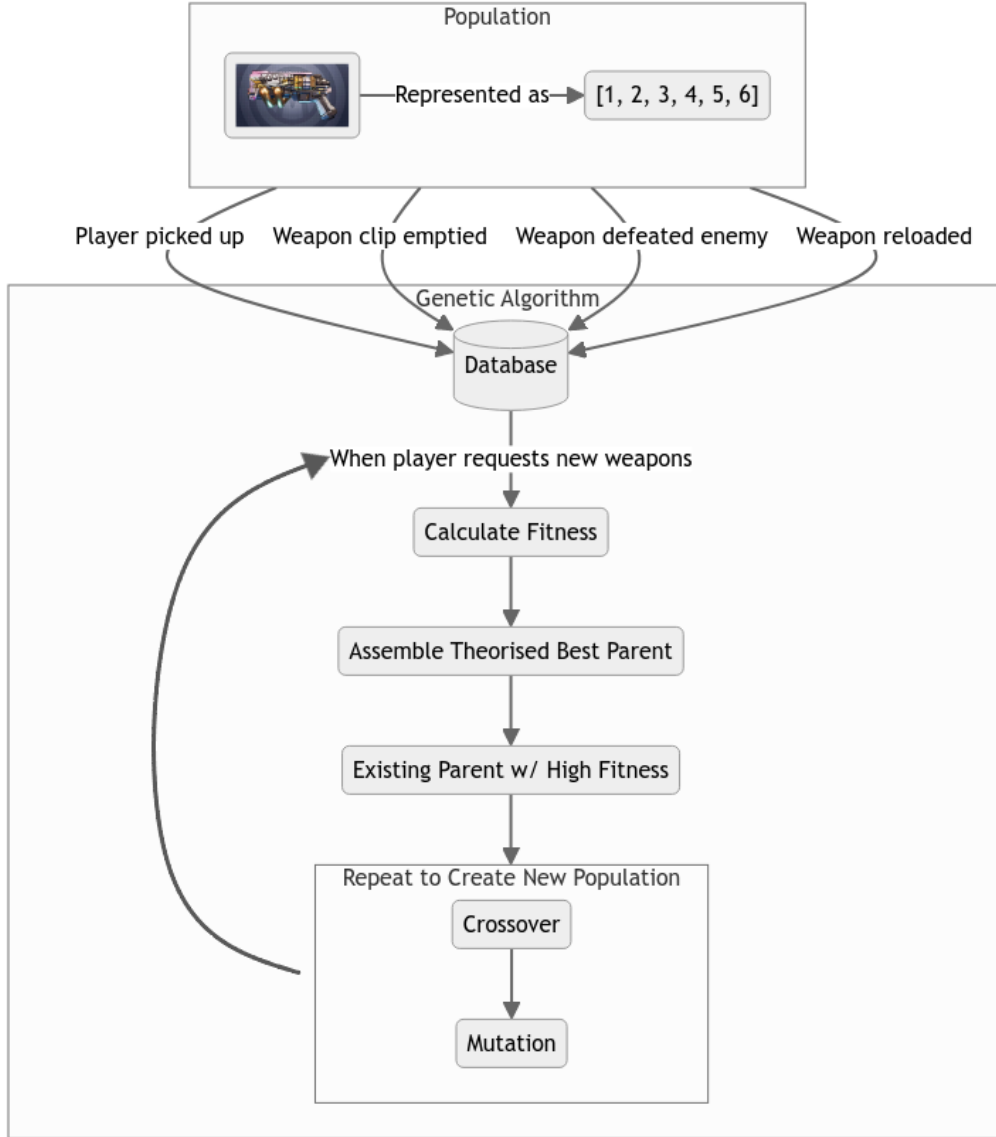 Population
Represented as
[1, 2, 3, 4, 5, 6]
Player picked up
Weapon clip emptied
Weapon defeated enemy
Weapon reloaded
Genetic Algorithm
Database
When player requests new weapons
Calculate Fitness
Assemble Theorised Best Parent
Existing Parent w/ High Fitness
Repeat to Create New Population
Crossover
Mutation